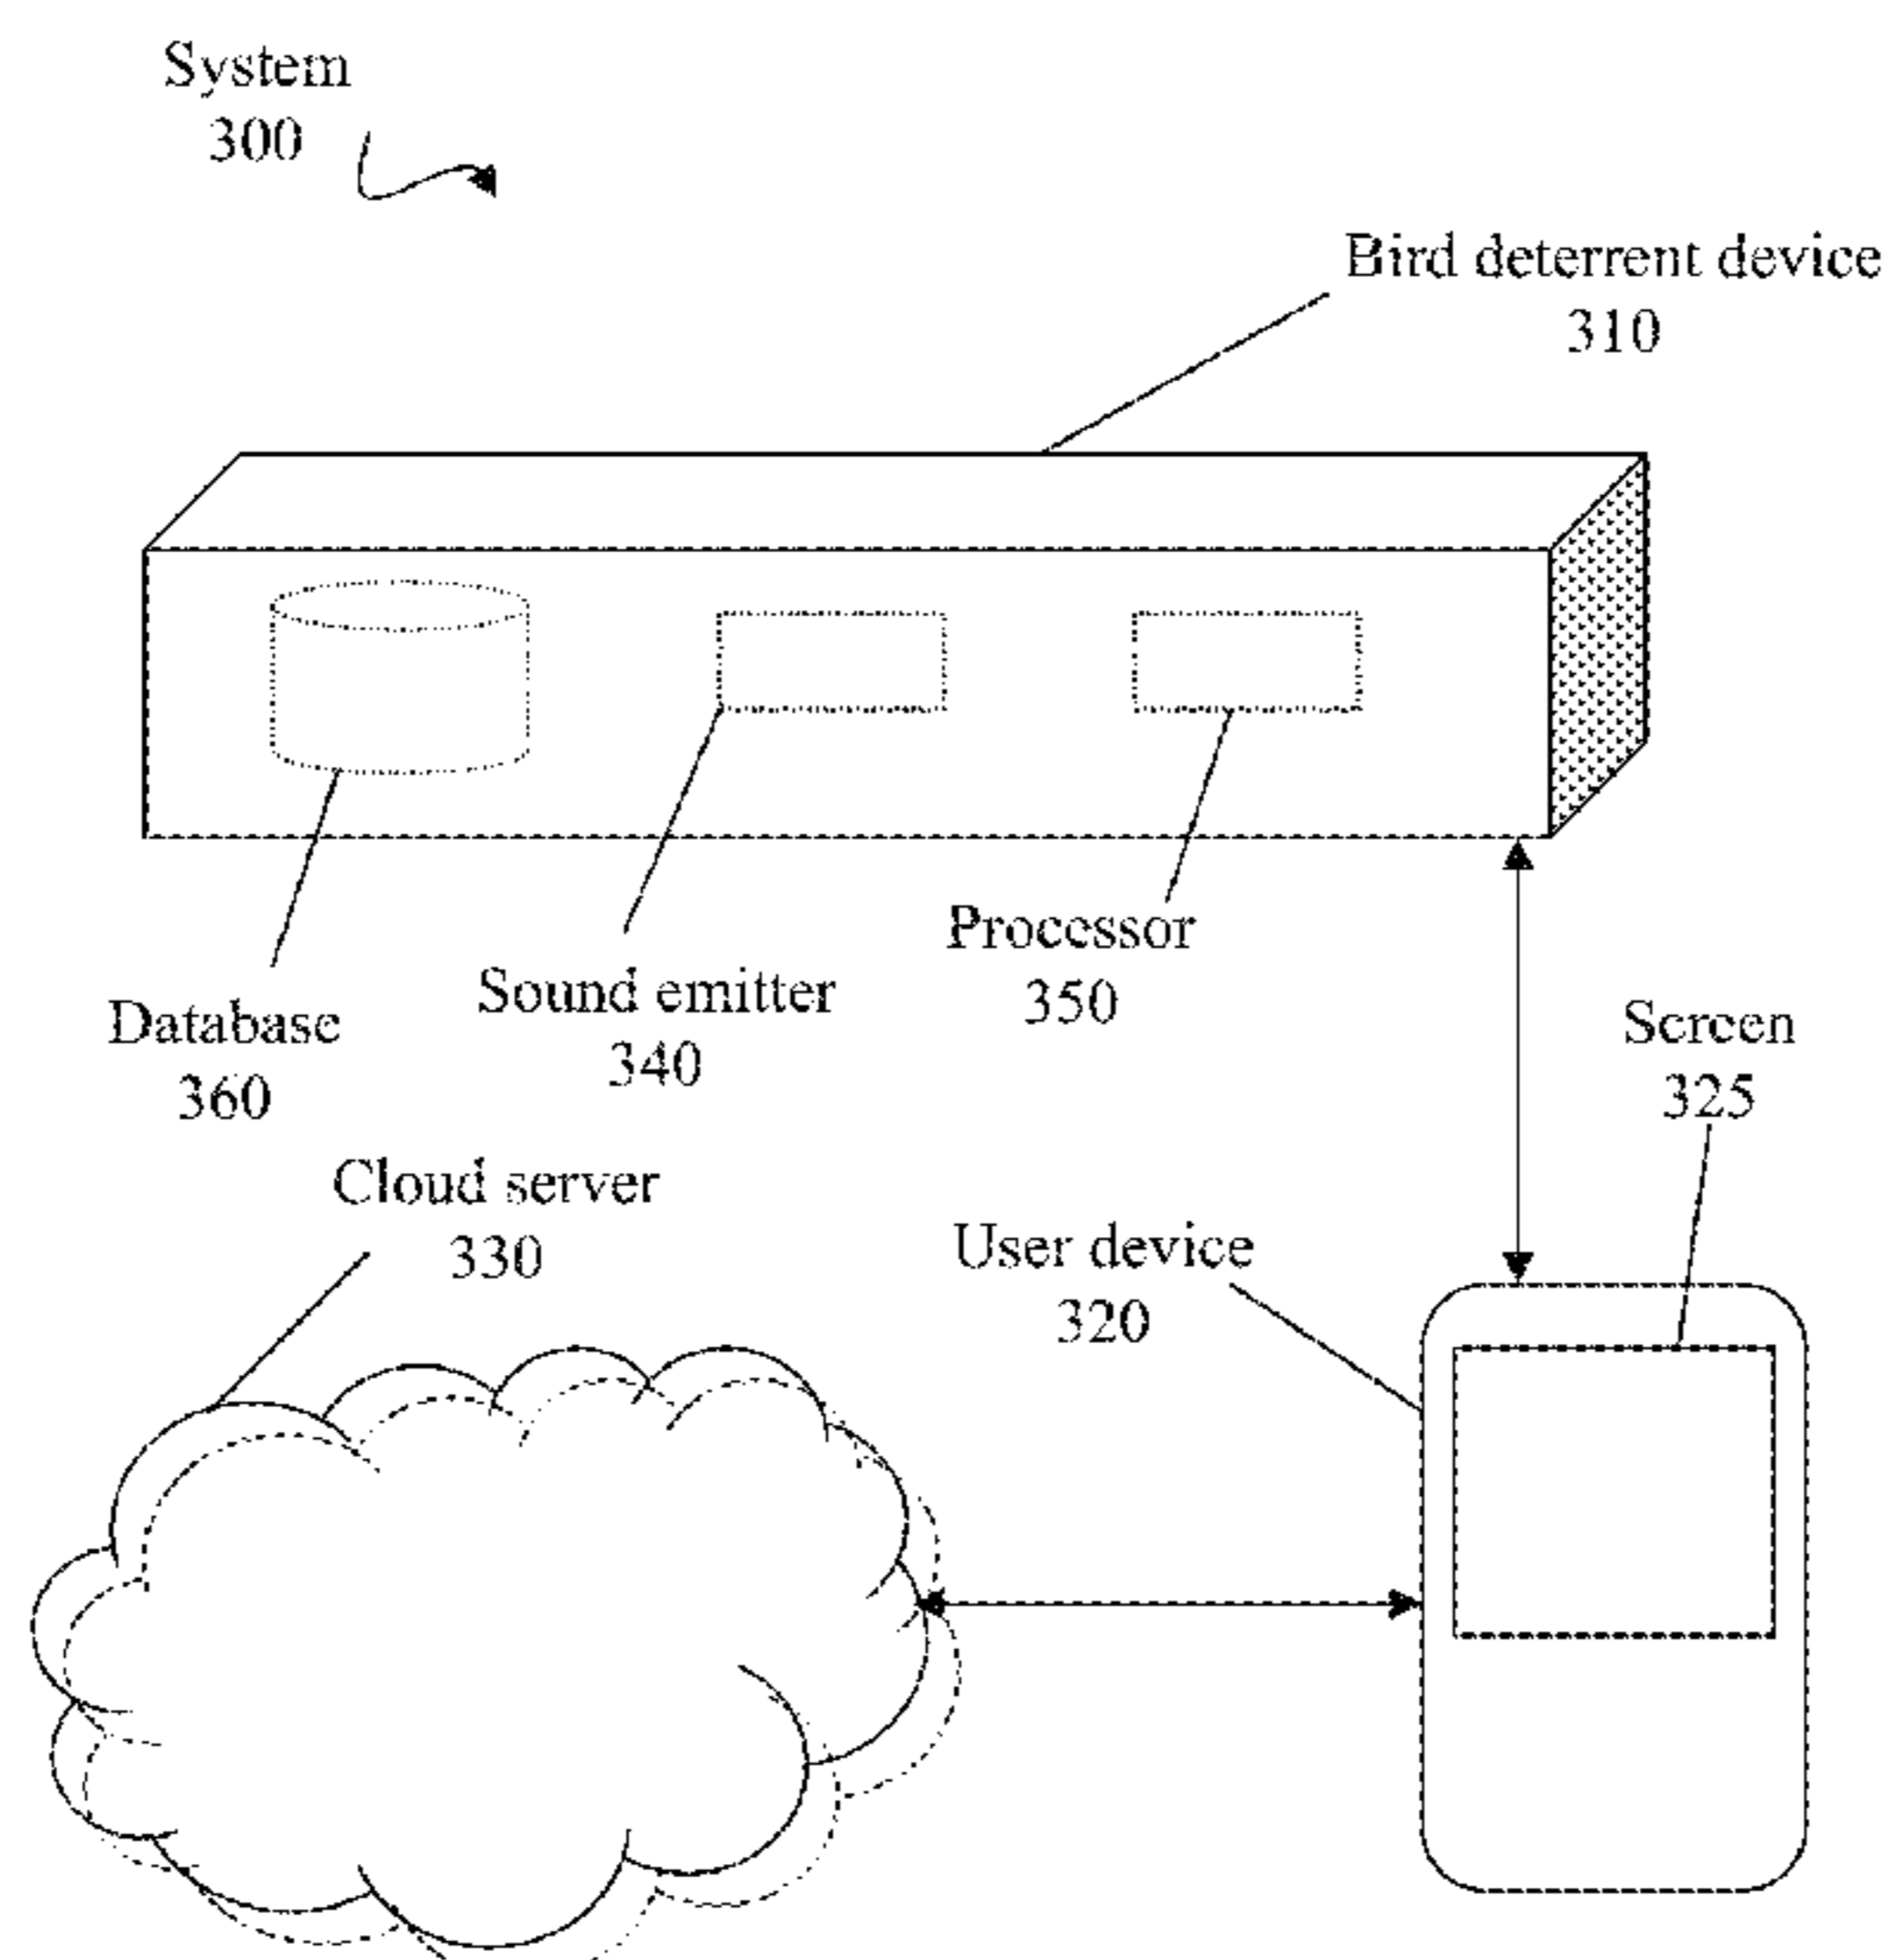 System
300
Bird deterrent device
310
Processor
350
Sound emitter
340
Database
360
Screen
325
Cloud server
330
User device
320